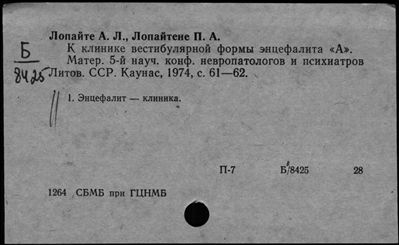 Лопайте А. Л., Лопайтене П. А.
Б
8425
К клинике вестибулярной формы энцефалита «А».
Матер. 5-й науч. конф. невропатологов и психиатров
Литов. ССР. Каунас, 1974, с. 61—62.
1. Энцефалит — клиника.
П-7 Б/8425 28
1264 СБМБ при ГЦНМБ